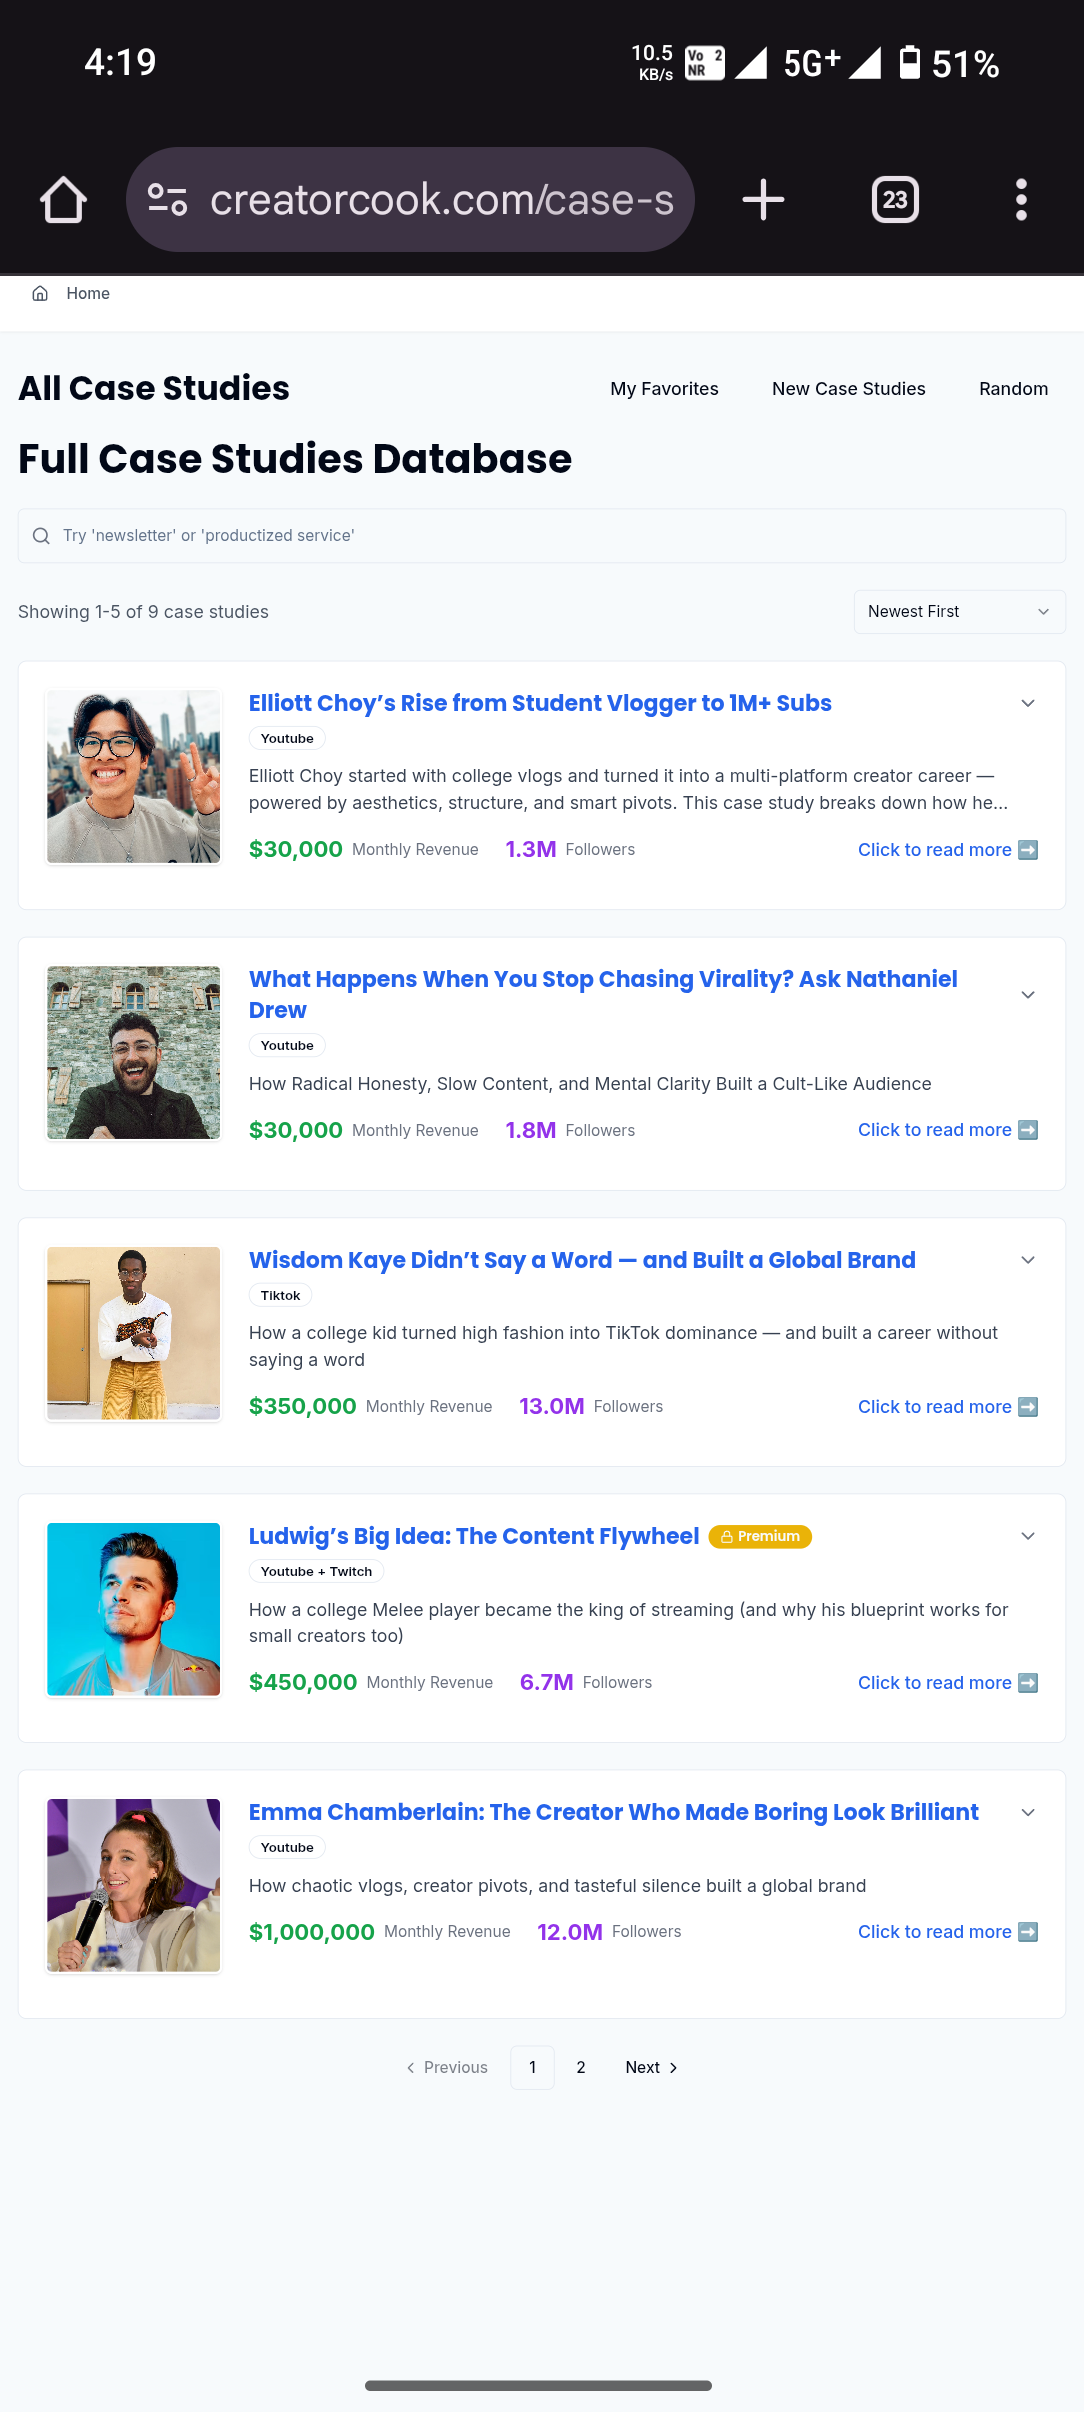 4:19
10.5 KB/s
Vo 2 NR
5G+
51%
creatorcook.com/case-s
23
Home
All Case Studies
My Favorites
New Case Studies
Random
Full Case Studies Database
Try 'newsletter' or 'productized service'
Showing 1-5 of 9 case studies
Newest First
Elliott Choy’s Rise from Student Vlogger to 1M+ Subs
Youtube
Elliott Choy started with college vlogs and turned it into a multi-platform creator career —
powered by aesthetics, structure, and smart pivots. This case study breaks down how he...
$30,000 Monthly Revenue 1.3M Followers
Click to read more ➡️
What Happens When You Stop Chasing Virality? Ask Nathaniel
Drew
Youtube
How Radical Honesty, Slow Content, and Mental Clarity Built a Cult-Like Audience
$30,000 Monthly Revenue 1.8M Followers
Click to read more ➡️
Wisdom Kaye Didn’t Say a Word — and Built a Global Brand
Tiktok
How a college kid turned high fashion into TikTok dominance — and built a career without
saying a word
$350,000 Monthly Revenue 13.0M Followers
Click to read more ➡️
Ludwig’s Big Idea: The Content Flywheel
Premium
Youtube + Twitch
How a college Melee player became the king of streaming (and why his blueprint works for
small creators too)
$450,000 Monthly Revenue 6.7M Followers
Click to read more ➡️
Emma Chamberlain: The Creator Who Made Boring Look Brilliant
Youtube
How chaotic vlogs, creator pivots, and tasteful silence built a global brand
$1,000,000 Monthly Revenue 12.0M Followers
Click to read more ➡️
Previous
1
2
Next